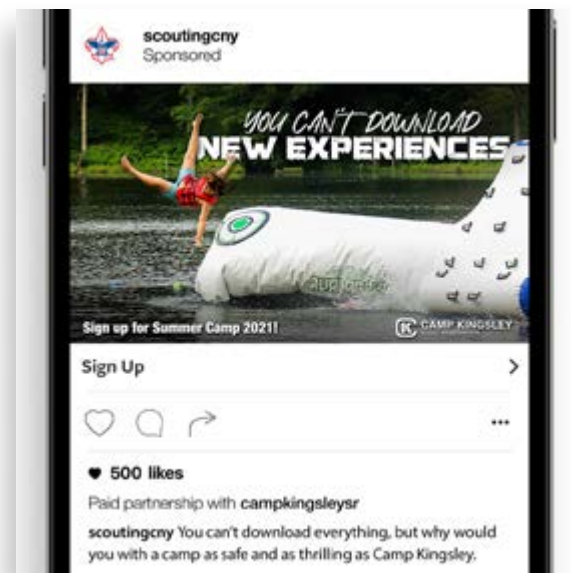 scoutingcny
Sponsored
YOU CAN'T DOWNLOAD
NEW EXPERIENCES
Sign up for Summer Camp 2021!
K CAMP KINGSLEY
Sign Up
500 likes
Paid partnership with campkingsleysr
scoutingcny You can't download everything, but why would
you with a camp as safe and as thrilling as Camp Kingsley.